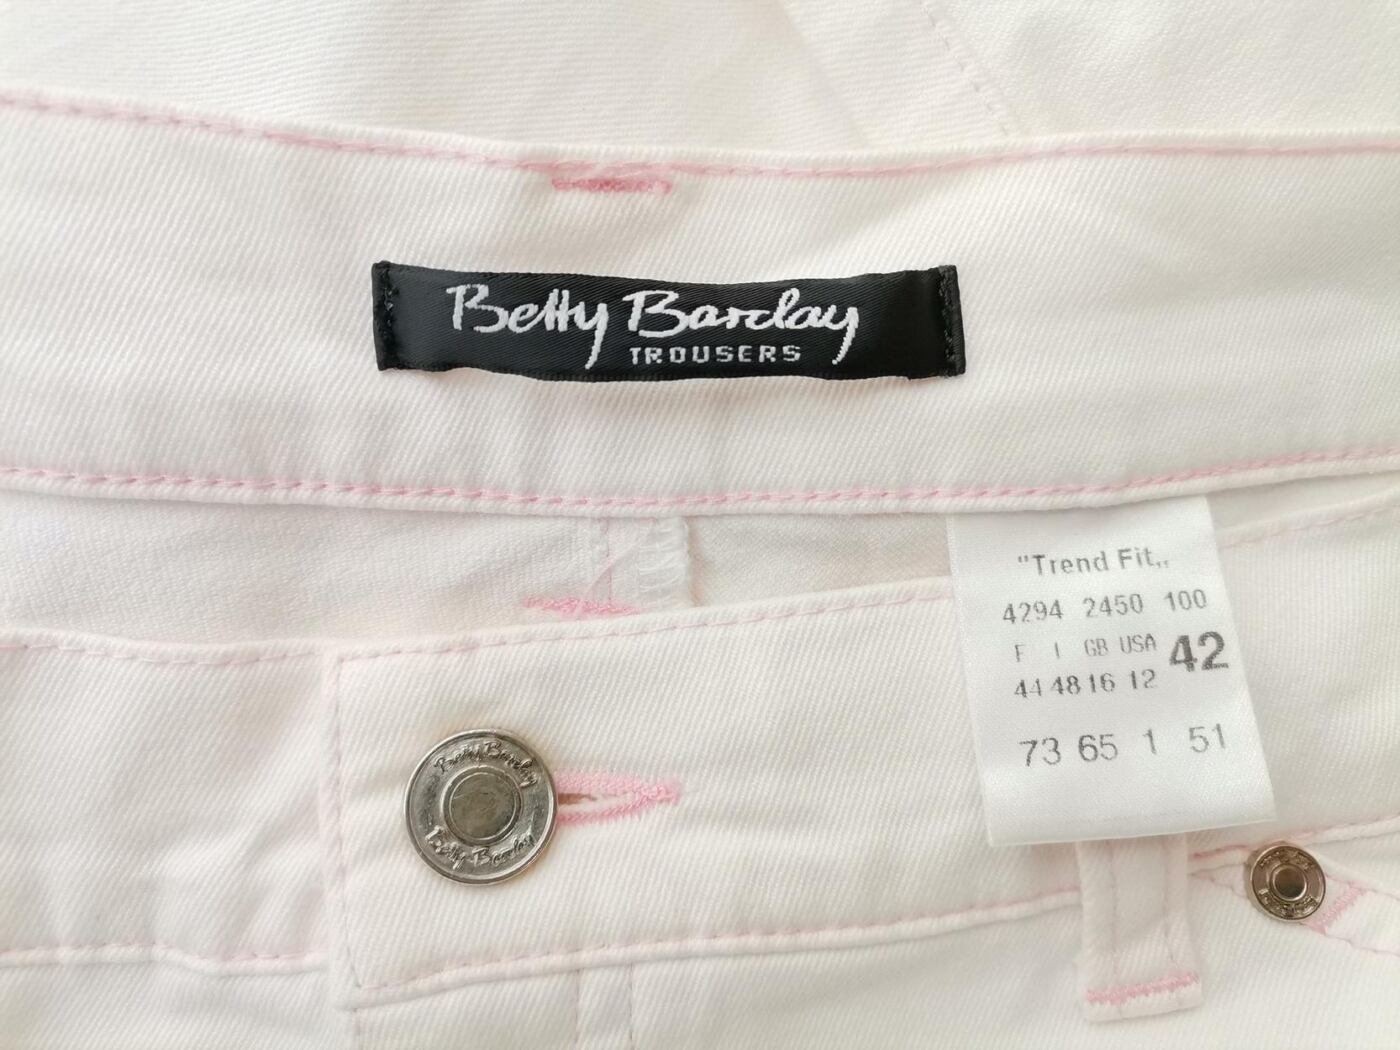 Betty Barclay
TROUSERS
"Trend Fit„
4294 2450 100
F I GB USA 42
44 48 16 12
73 65 1 51
Betty Barclay
Betty Barclay